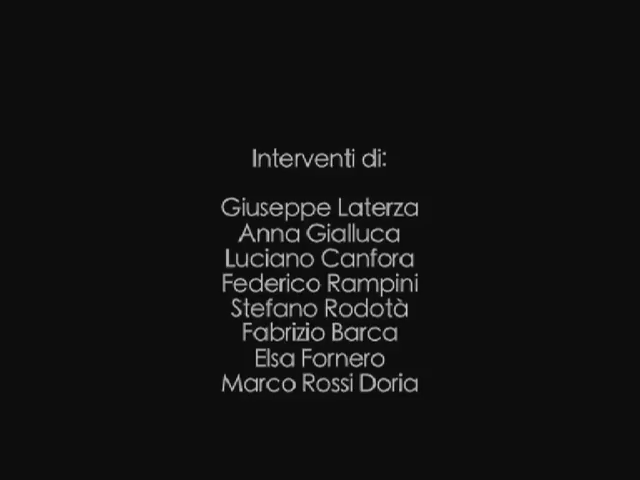 Interventi di:
Giuseppe Laterza
Anna Gialluca
Luciano Canfora
Federico Rampini
Stefano Rodotà
Fabrizio Barca
Elsa Fornero
Marco Rossi Doria